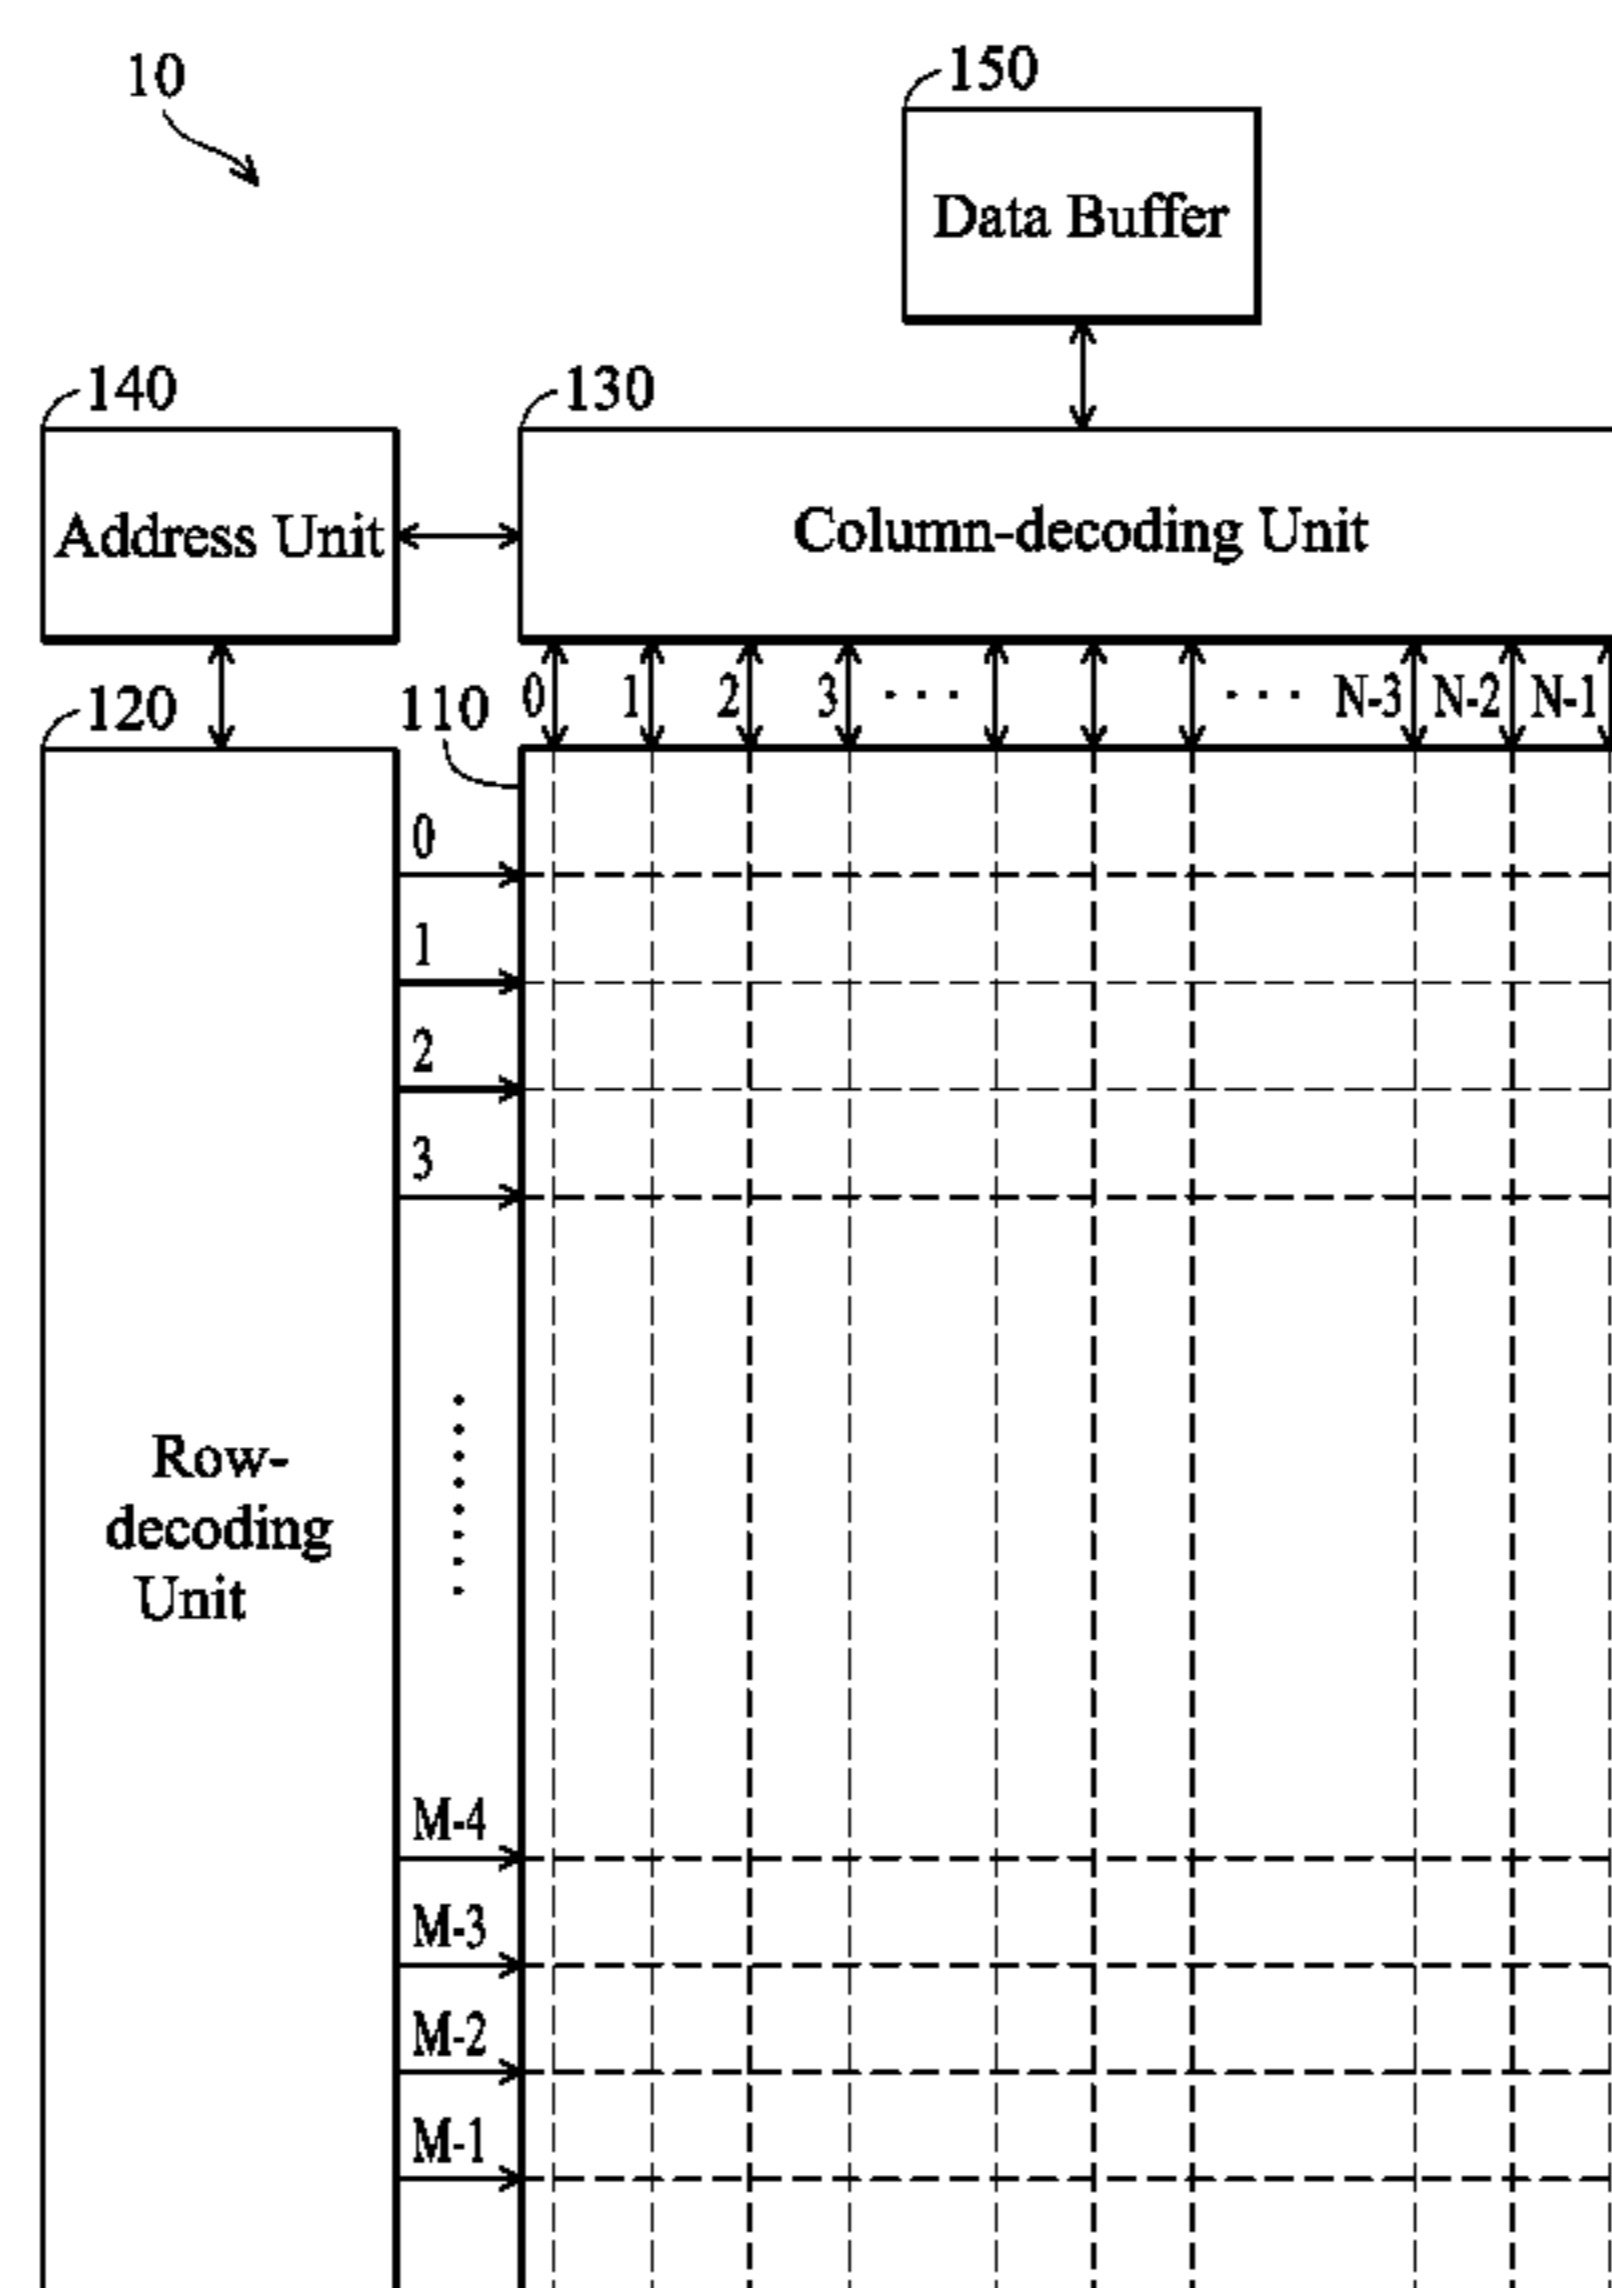 10
150
Data Buffer
140
130
Address Unit
Column-decoding Unit
120
110
0 1 2 3 ... ... N-3 N-2 N-1
0
1
2
3
Row-
decoding
Unit
M-4
M-3
M-2
M-1